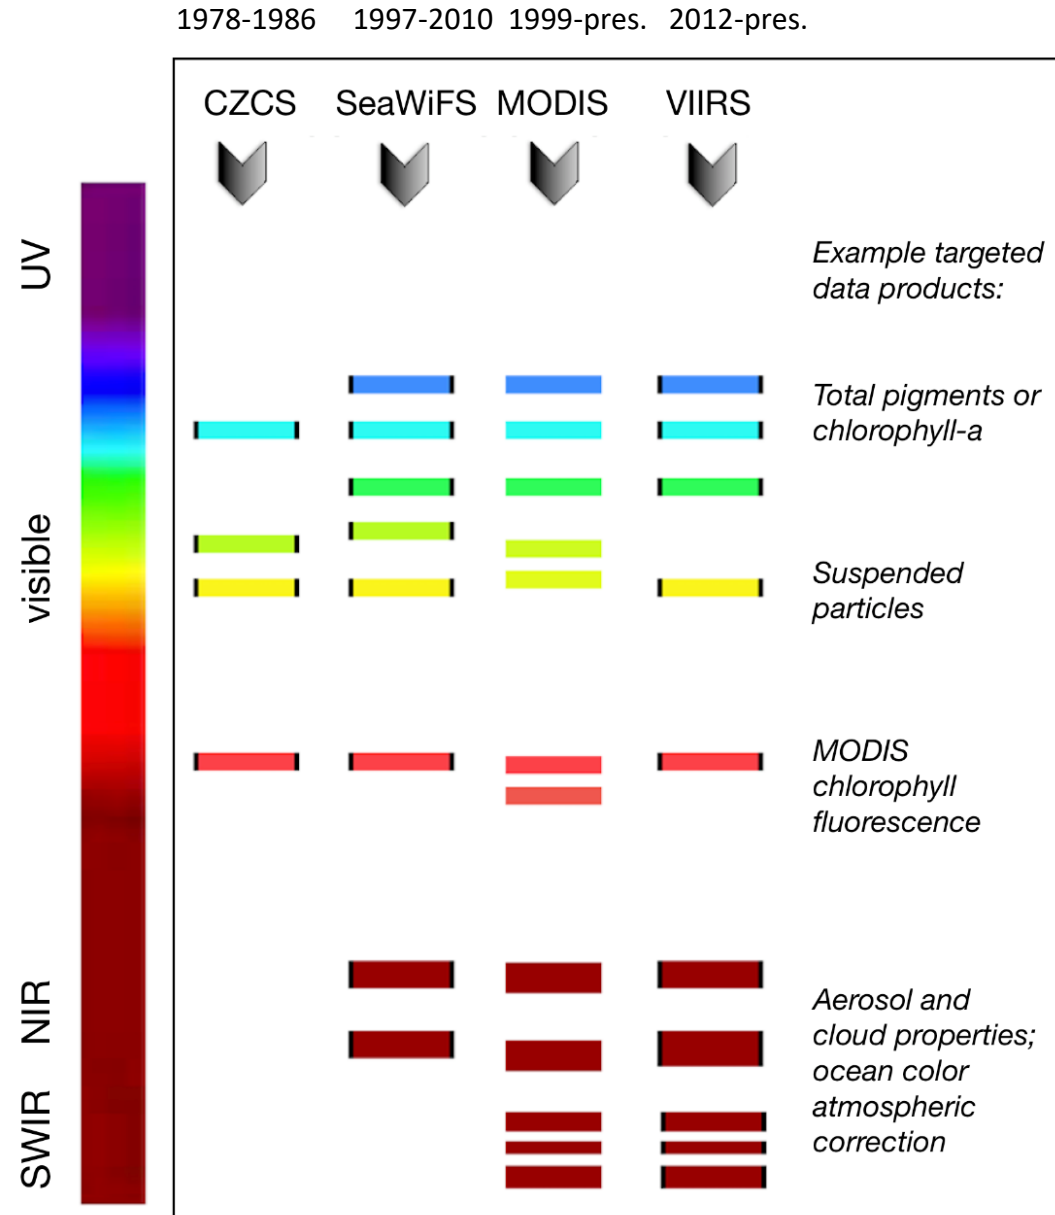 1978-1986 1997-2010 1999-pres. 2012-pres.
CZCS SeaWiFS MODIS VIIRS
UV
visible
NIR
SWIR
Example targeted
data products:
Total pigments or
chlorophyll-a
Suspended
particles
MODIS
chlorophyll
fluorescence
Aerosol and
cloud properties;
ocean color
atmospheric
correction